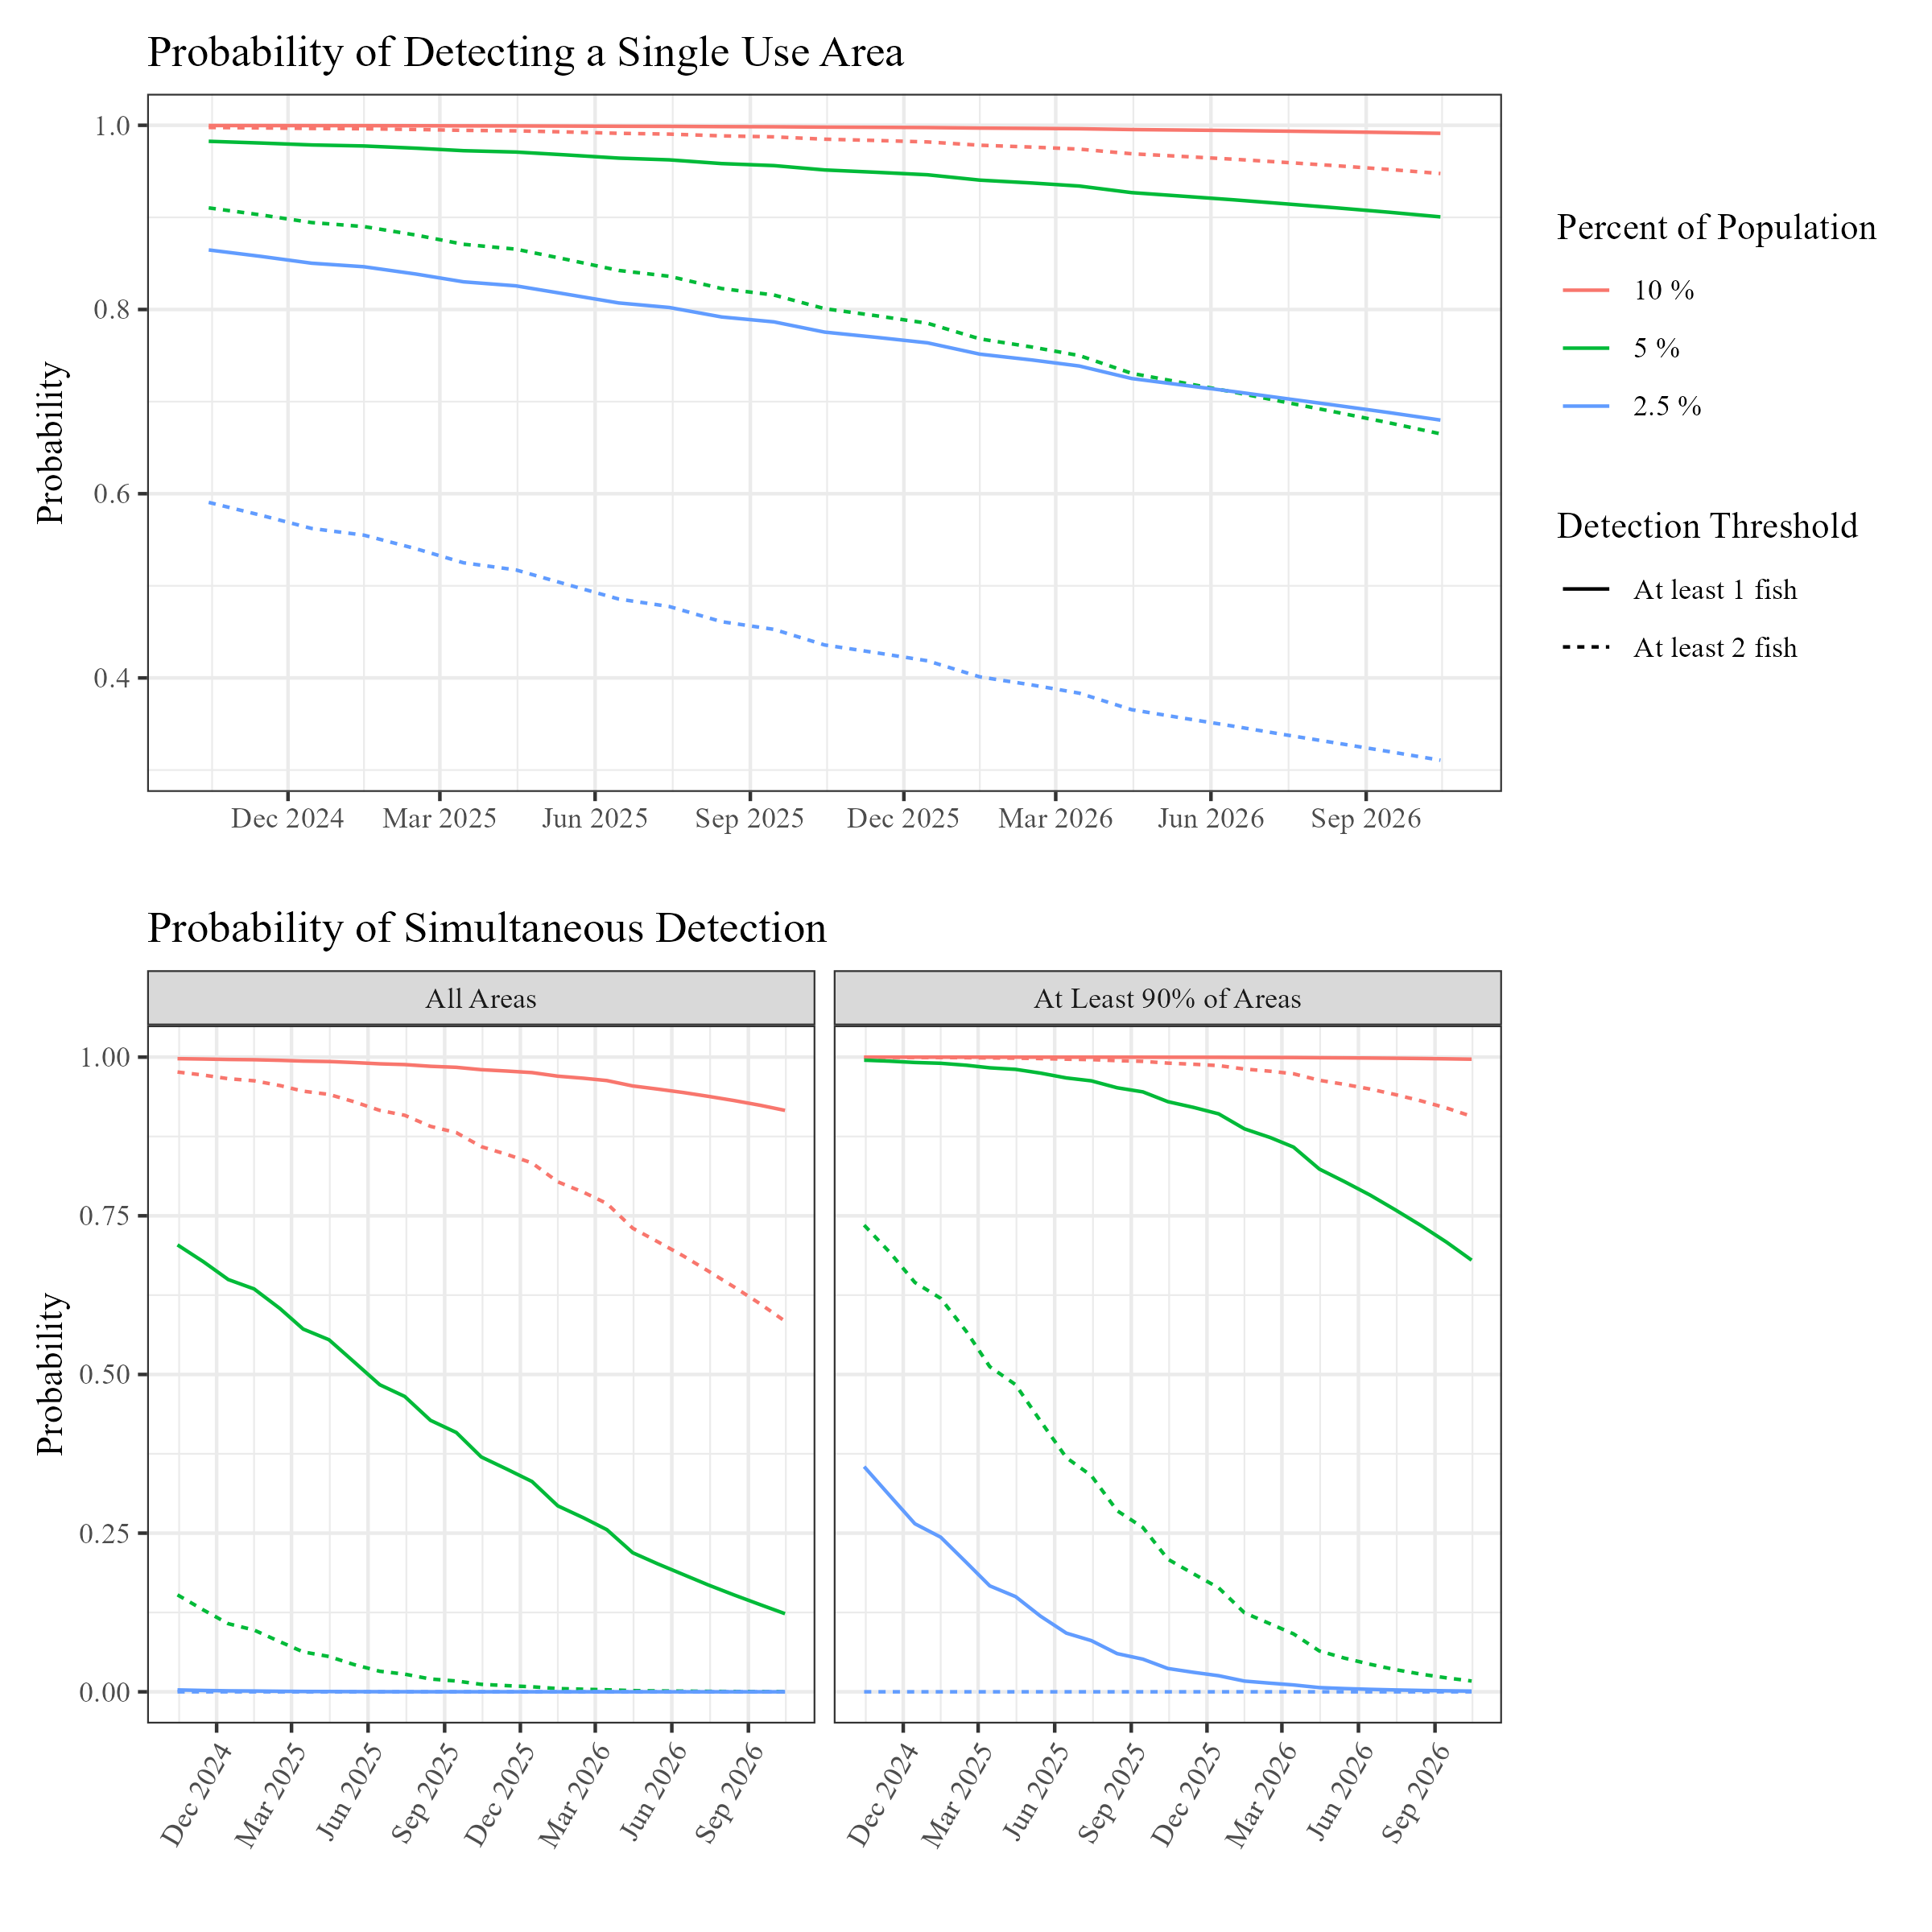 Probability of Detecting a Single Use Area
Probability
1.0
0.8
0.6
0.4
Dec 2024 Mar 2025 Jun 2025 Sep 2025 Dec 2025 Mar 2026 Jun 2026 Sep 2026
Percent of Population
10 %
5 %
2.5 %
Detection Threshold
At least 1 fish
At least 2 fish
Probability of Simultaneous Detection
All Areas
At Least 90% of Areas
Probability
1.00
0.75
0.50
0.25
0.00
Dec 2024 Mar 2025 Jun 2025 Sep 2025 Dec 2025 Mar 2026 Jun 2026 Sep 2026
Dec 2024 Mar 2025 Jun 2025 Sep 2025 Dec 2025 Mar 2026 Jun 2026 Sep 2026